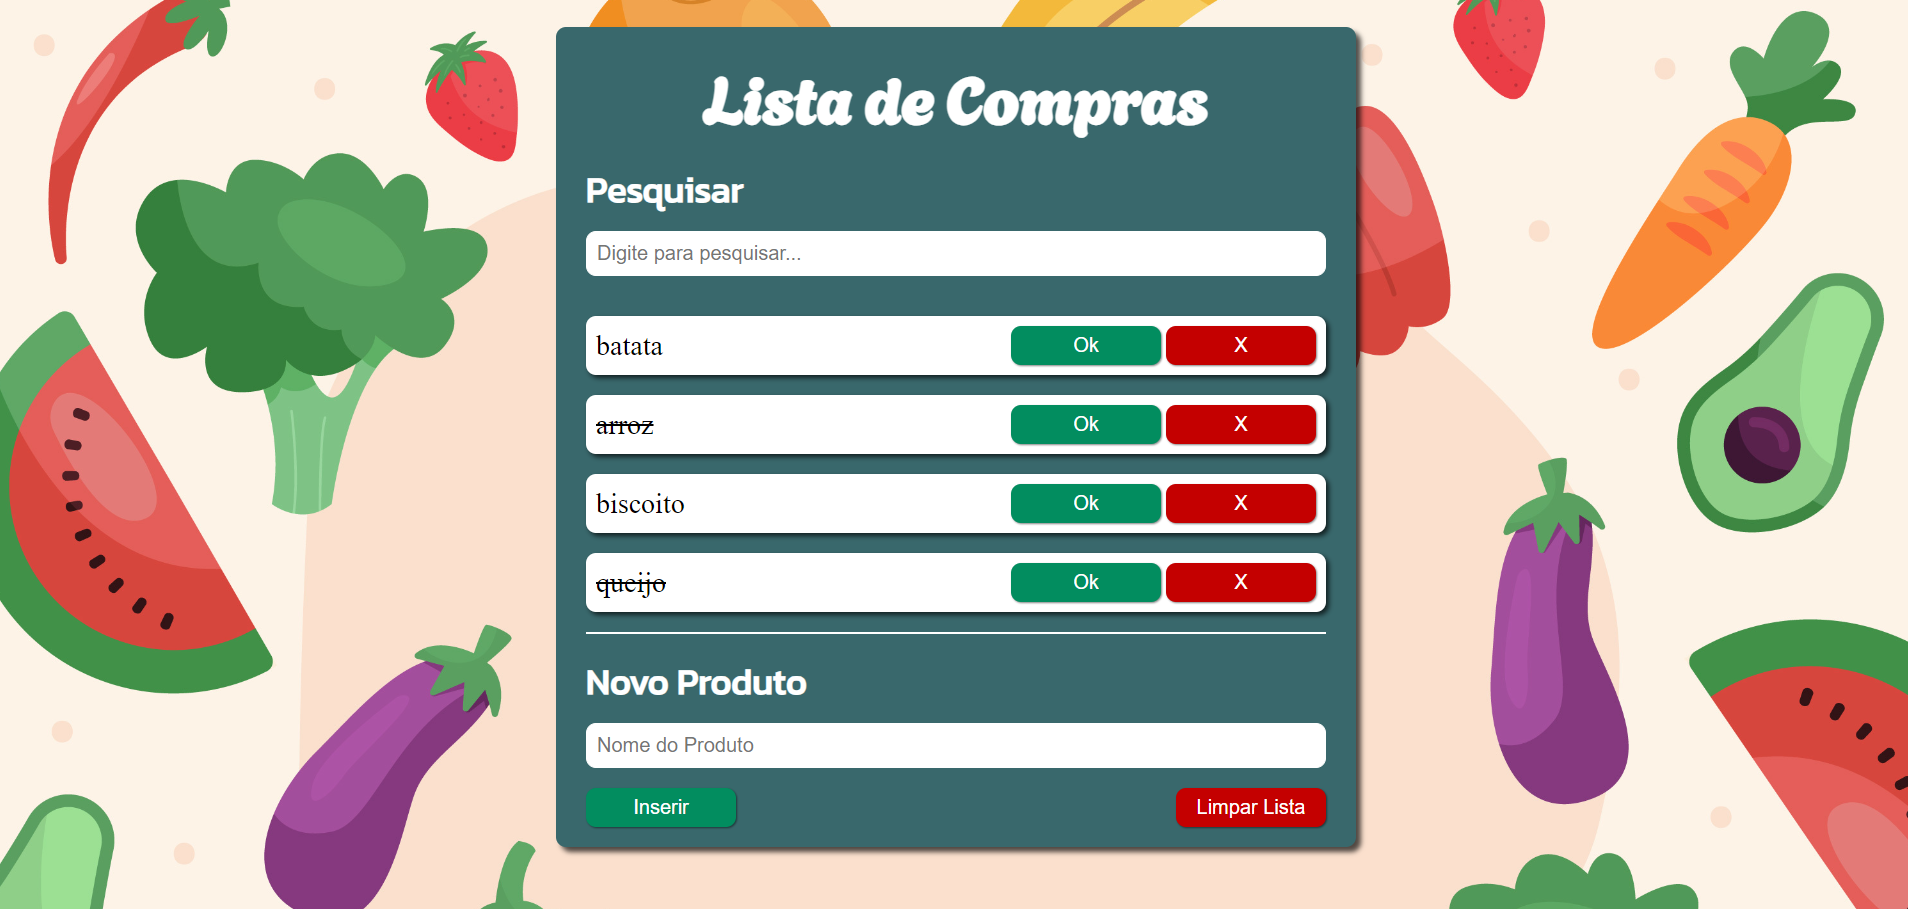 Lista de Compras
Pesquisar
Digite para pesquisar...
batata Ok X
arroz Ok X
biscoito Ok X
queijo Ok X
Novo Produto
Nome do Produto
Inserir Limpar Lista